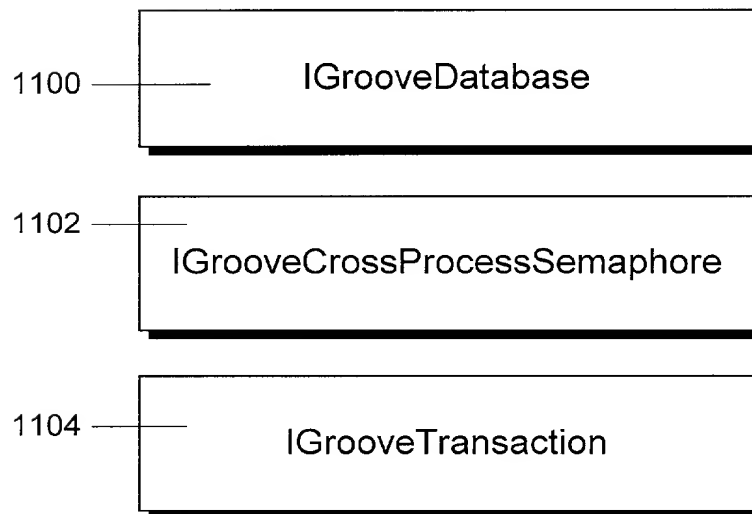 1100
IGrooveDatabase
1102
IGrooveCrossProcessSemaphore
1104
IGrooveTransaction